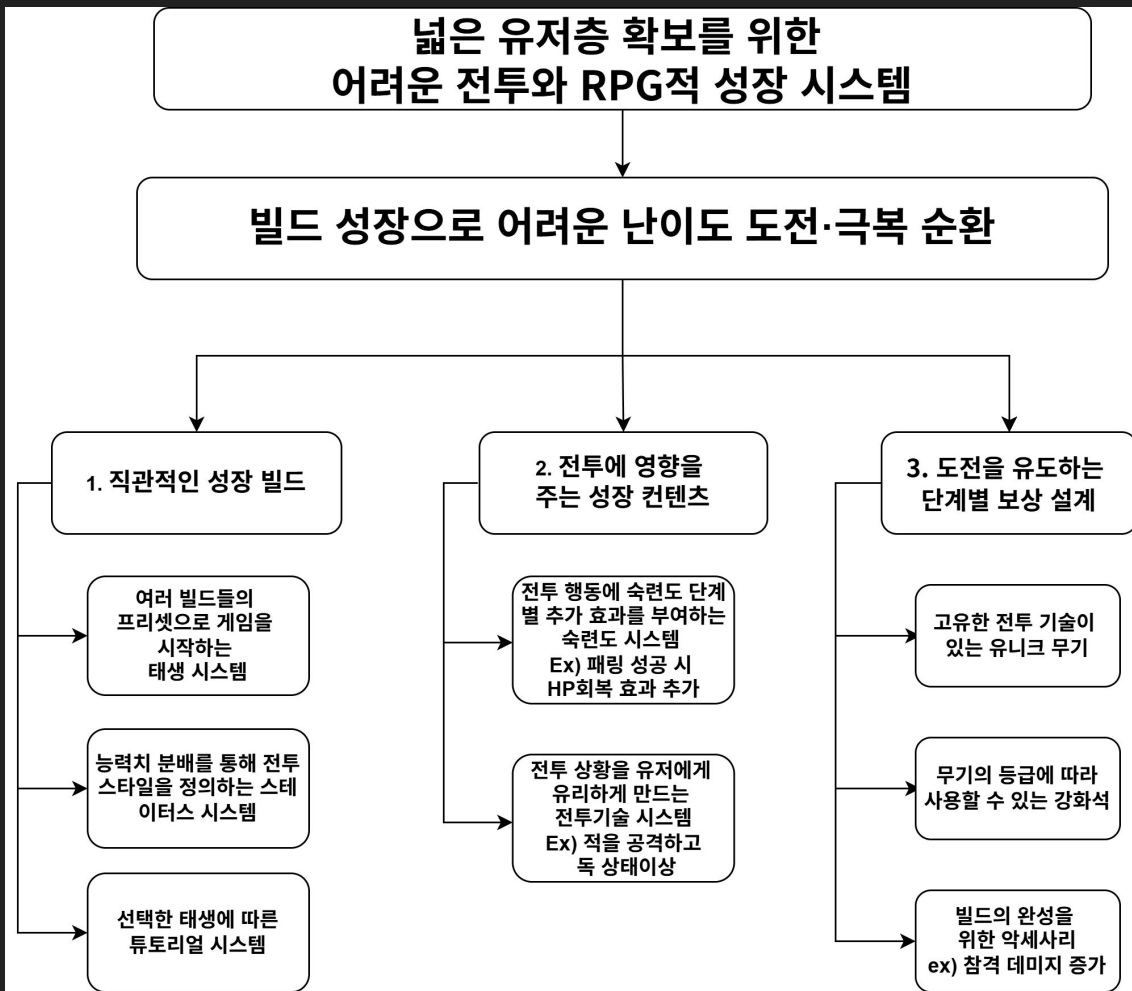 넓은 유저층 확보를 위한
어려운 전투와 RPG적 성장 시스템
빌드 성장으로 어려운 난이도 도전·극복 순환
1. 직관적인 성장 빌드
여러 빌드들의
프리셋으로 게임을
시작하는
태생 시스템
능력치 분배를 통해 전투
스타일을 정의하는 스테
이터스 시스템
선택한 태생에 따른
튜토리얼 시스템
2. 전투에 영향을
주는 성장 컨텐츠
전투 행동에 숙련도 단계
별 추가 효과를 부여하는
숙련도 시스템
Ex) 패링 성공 시
HP회복 효과 추가
전투 상황을 유저에게
유리하게 만드는
전투기술 시스템
Ex) 적을 공격하고
독 상태이상
3. 도전을 유도하는
단계별 보상 설계
고유한 전투 기술이
있는 유니크 무기
무기의 등급에 따라
사용할 수 있는 강화석
빌드의 완성을
위한 악세사리
ex) 참격 데미지 증가